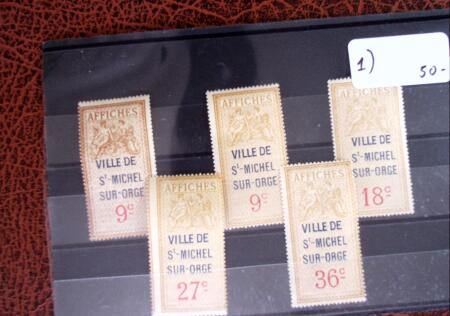 1) 50.-
AFFICHES
VILLE DE
St-MICHEL
SUR-ORGE
9c
AFFICHES
VILLE DE
St-MICHEL
SUR-ORGE
9c
AFFICHES
VILLE DE
St-MICHEL
SUR-ORGE
18c
AFFICHES
VILLE DE
St-MICHEL
SUR-ORGE
27c
AFFICHES
VILLE DE
St-MICHEL
SUR-ORGE
36c